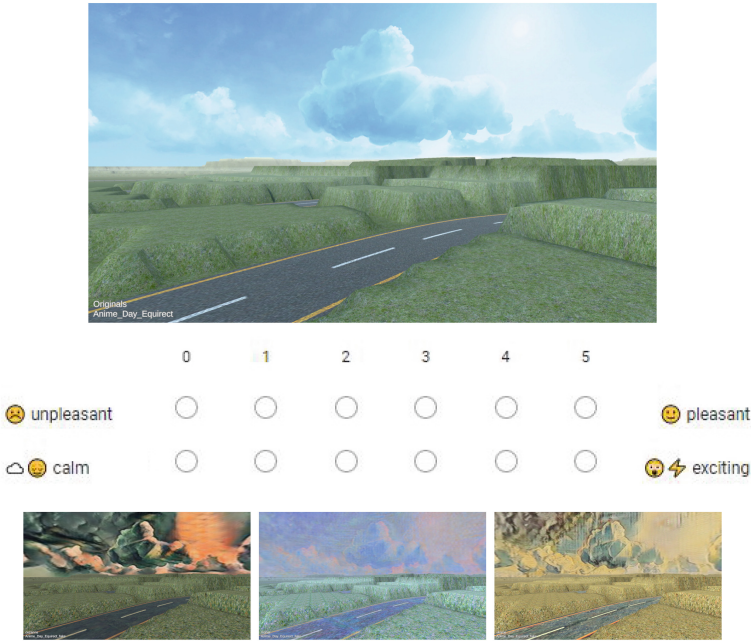 Originals
Anime_Day_Equirect
0 1 2 3 4 5
unpleasant pleasant
calm exciting